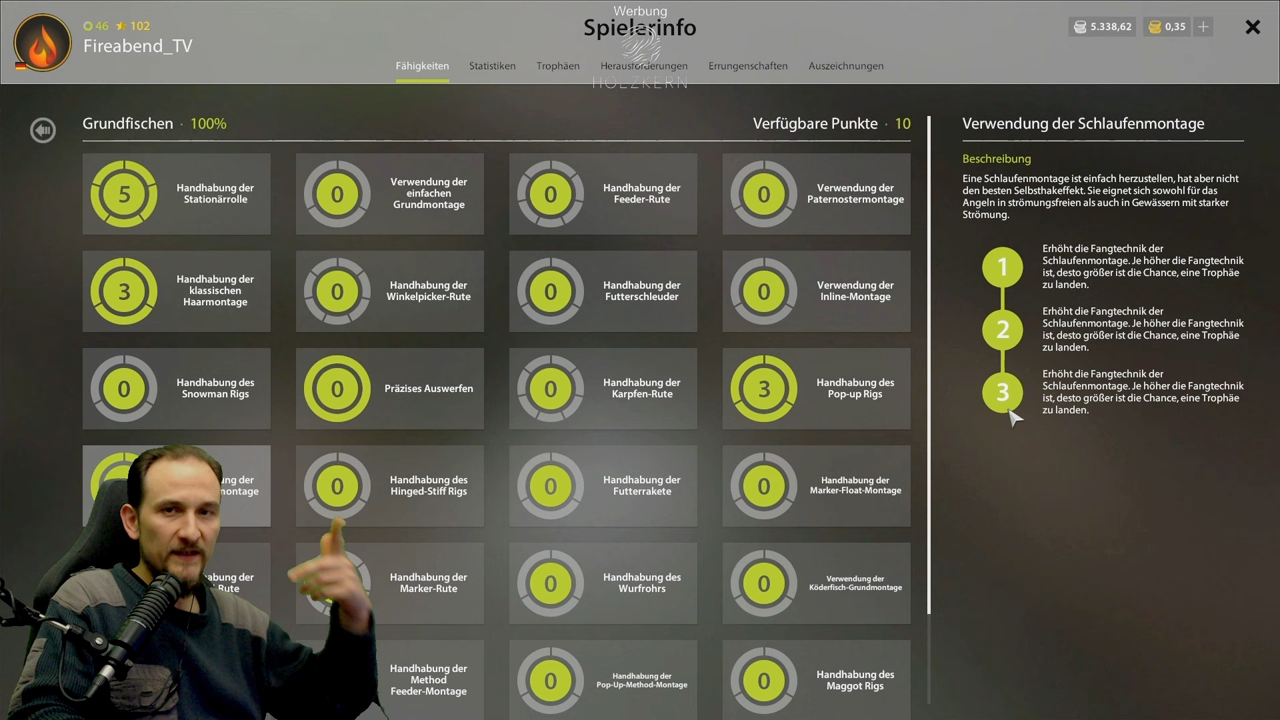 Werbung
46 102
Spielerinfo
5.338,62
0,35
Fireabend_TV
Fähigkeiten
Statistiken
Trophäen
Herausforderungen
Errungenschaften
Auszeichnungen
HOLZKERN
Grundfischen · 100%
Verfügbare Punkte · 10
5
Handhabung der
Stationärrolle
0
Verwendung der
einfachen
Grundmontage
0
Handhabung der
Feeder-Rute
0
Verwendung der
Paternostermontage
3
Handhabung der
klassischen
Haarmontage
0
Handhabung der
Winkelpicker-Rute
0
Handhabung der
Futterschleuder
0
Verwendung der
Inline-Montage
0
Handhabung des
Snowman Rigs
0
Präzises Auswerfen
0
Handhabung der
Karpfen-Rute
3
Handhabung des
Pop-up Rigs
ng der
montage
0
Handhabung des
Hinged-Stiff Rigs
0
Handhabung der
Futterrakete
0
Handhabung der
Marker-Float-Montage
abung der
Rute
Handhabung der
Marker-Rute
0
Handhabung des
Wurfrohrs
0
Verwendung der
Köderfisch-Grundmontage
Handhabung der
Method
Feeder-Montage
0
Handhabung der
Pop-Up-Method-Montage
0
Handhabung des
Maggot Rigs
Verwendung der Schlaufenmontage
Beschreibung
Eine Schlaufenmontage ist einfach herzustellen, hat aber nicht
den besten Selbsthakeffekt. Sie eignet sich sowohl für das
Angeln in strömungsfreien als auch in Gewässern mit starker
Strömung.
1
Erhöht die Fangtechnik der
Schlaufenmontage. Je höher die Fangtechnik
ist, desto größer ist die Chance, eine Trophäe
zu landen.
2
Erhöht die Fangtechnik der
Schlaufenmontage. Je höher die Fangtechnik
ist, desto größer ist die Chance, eine Trophäe
zu landen.
3
Erhöht die Fangtechnik der
Schlaufenmontage. Je höher die Fangtechnik
ist, desto größer ist die Chance, eine Trophäe
zu landen.